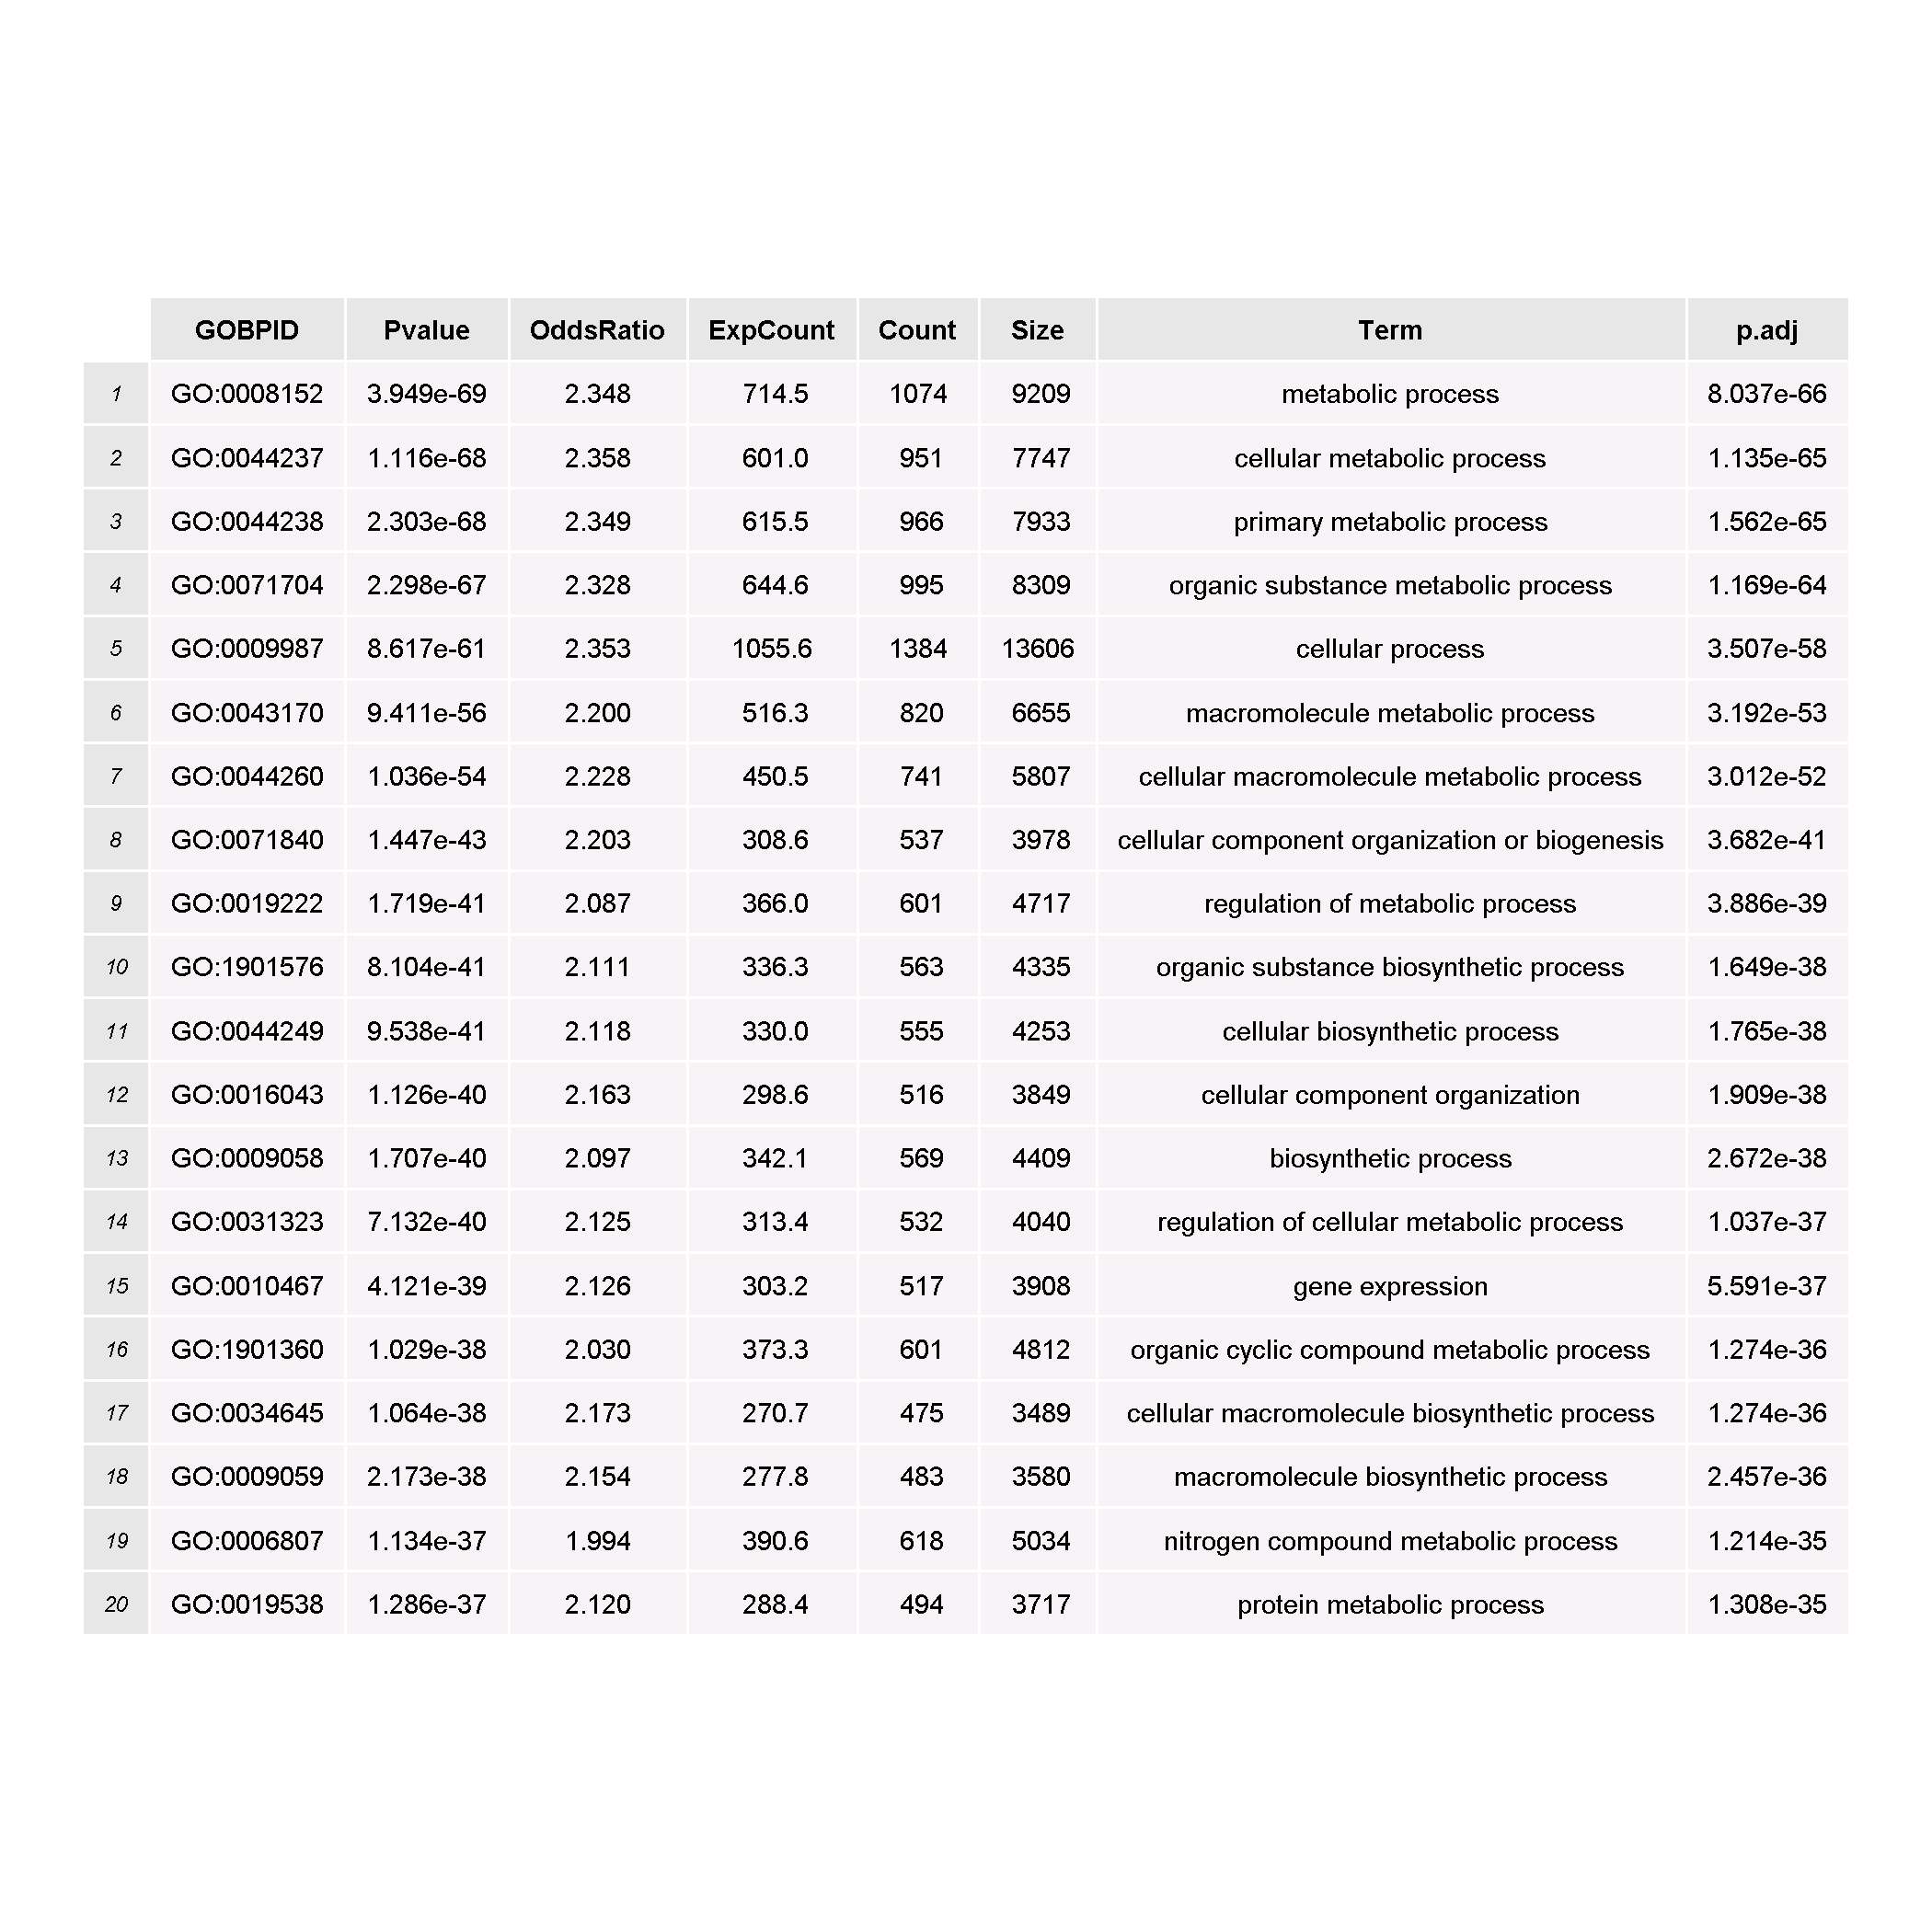 GOBPID Pvalue OddsRatio ExpCount Count Size Term p.adj
1 GO:0008152 3.949e-69 2.348 714.5 1074 9209 metabolic process 8.037e-66
2 GO:0044237 1.116e-68 2.358 601.0 951 7747 cellular metabolic process 1.135e-65
3 GO:0044238 2.303e-68 2.349 615.5 966 7933 primary metabolic process 1.562e-65
4 GO:0071704 2.298e-67 2.328 644.6 995 8309 organic substance metabolic process 1.169e-64
5 GO:0009987 8.617e-61 2.353 1055.6 1384 13606 cellular process 3.507e-58
6 GO:0043170 9.411e-56 2.200 516.3 820 6655 macromolecule metabolic process 3.192e-53
7 GO:0044260 1.036e-54 2.228 450.5 741 5807 cellular macromolecule metabolic process 3.012e-52
8 GO:0071840 1.447e-43 2.203 308.6 537 3978 cellular component organization or biogenesis 3.682e-41
9 GO:0019222 1.719e-41 2.087 366.0 601 4717 regulation of metabolic process 3.886e-39
10 GO:1901576 8.104e-41 2.111 336.3 563 4335 organic substance biosynthetic process 1.649e-38
11 GO:0044249 9.538e-41 2.118 330.0 555 4253 cellular biosynthetic process 1.765e-38
12 GO:0016043 1.126e-40 2.163 298.6 516 3849 cellular component organization 1.909e-38
13 GO:0009058 1.707e-40 2.097 342.1 569 4409 biosynthetic process 2.672e-38
14 GO:0031323 7.132e-40 2.125 313.4 532 4040 regulation of cellular metabolic process 1.037e-37
15 GO:0010467 4.121e-39 2.126 303.2 517 3908 gene expression 5.591e-37
16 GO:1901360 1.029e-38 2.030 373.3 601 4812 organic cyclic compound metabolic process 1.274e-36
17 GO:0034645 1.064e-38 2.173 270.7 475 3489 cellular macromolecule biosynthetic process 1.274e-36
18 GO:0009059 2.173e-38 2.154 277.8 483 3580 macromolecule biosynthetic process 2.457e-36
19 GO:0006807 1.134e-37 1.994 390.6 618 5034 nitrogen compound metabolic process 1.214e-35
20 GO:0019538 1.286e-37 2.120 288.4 494 3717 protein metabolic process 1.308e-35